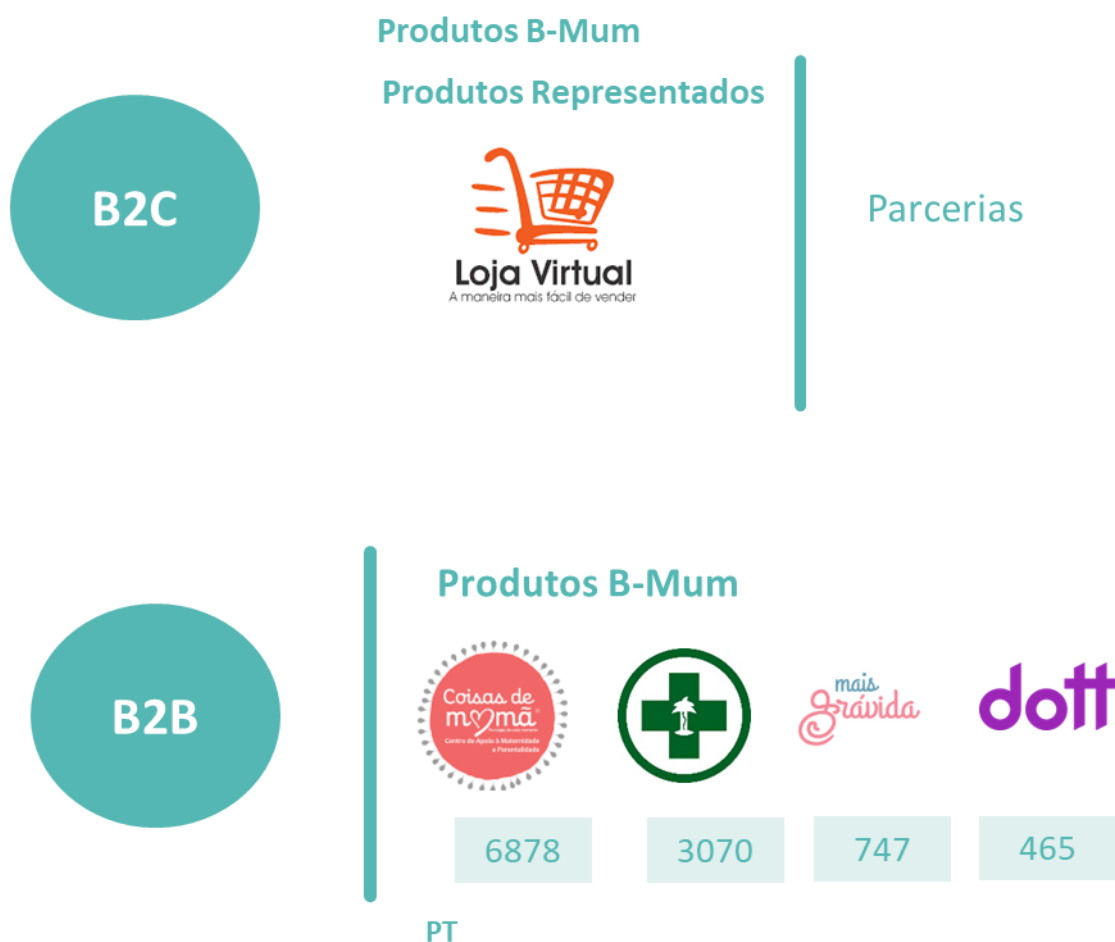 Produtos B-Mum
Produtos Representados
B2C
Loja Virtual
A maneira mais fácil de vender
Parcerias
Produtos B-Mum
B2B
Coisas de
mamã
Centro de Apoio à Maternidade
e Parentalidade
mais
grávida
dott
6878
3070
747
465
PT